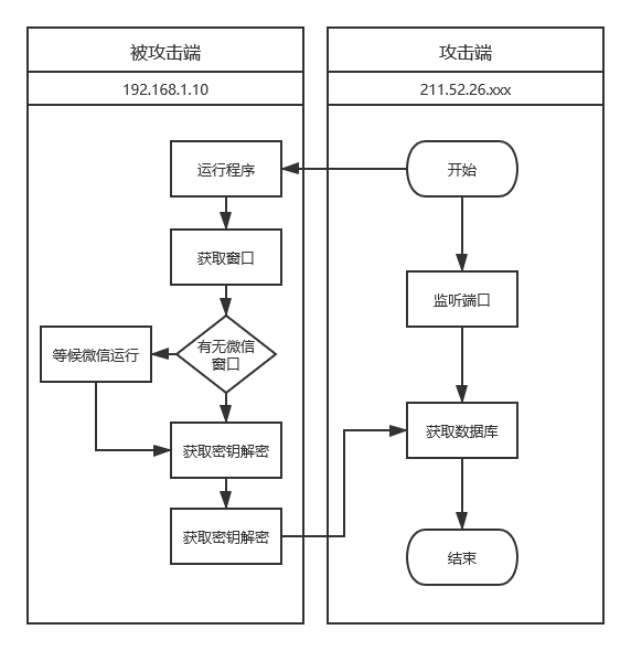 被攻击端
192.168.1.10
运行程序
获取窗口
有无微信
窗口
等候微信运行
获取密钥解密
获取密钥解密
攻击端
211.52.26.xxx
开始
监听端口
获取数据库
结束